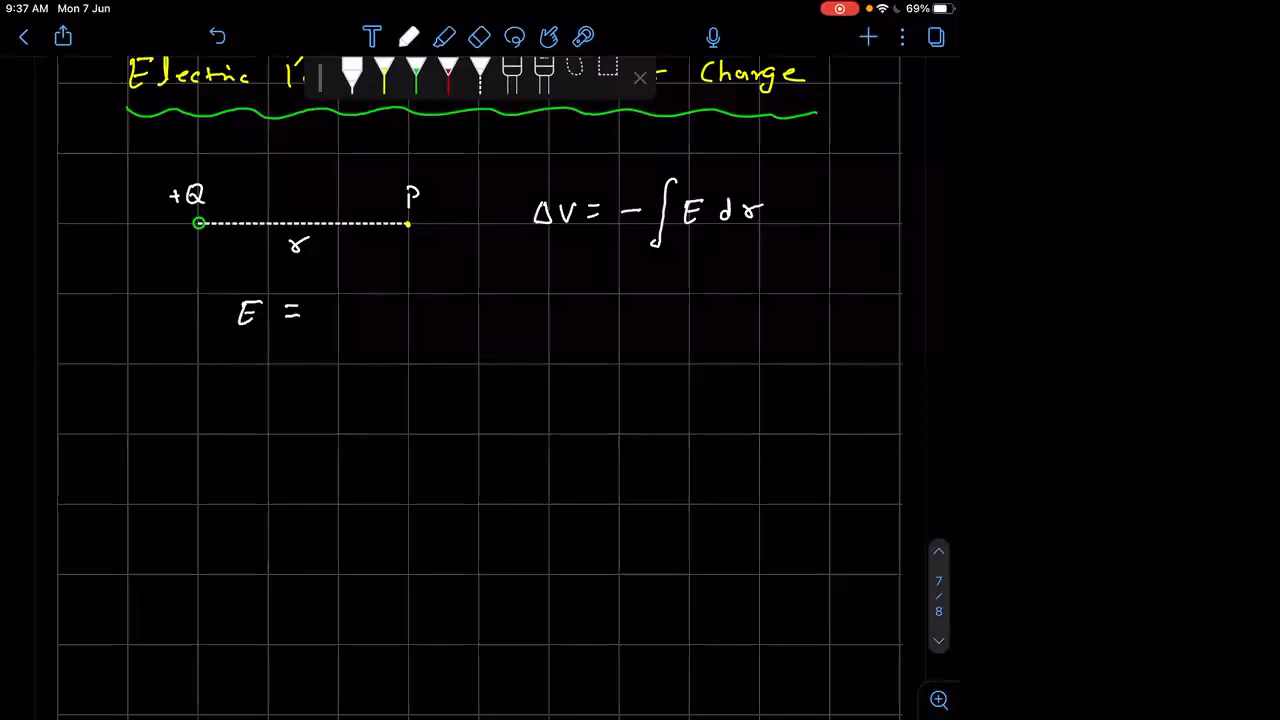 9:37 AM Mon 7 Jun
69%
Electric
- Charge
+Q
P
ΔV = - ∫ E dr
r
E =
7
/
8